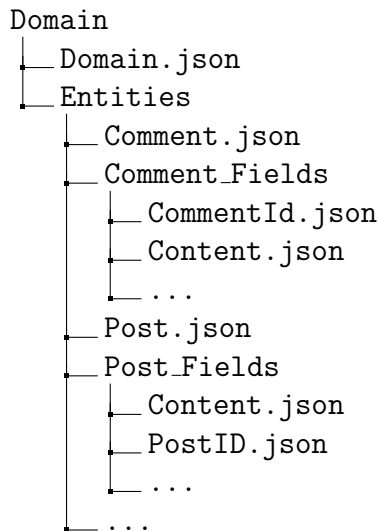 Domain
Domain.json
Entities
Comment.json
Comment_Fields
CommentId.json
Content.json
...
Post.json
Post_Fields
Content.json
PostID.json
...
...